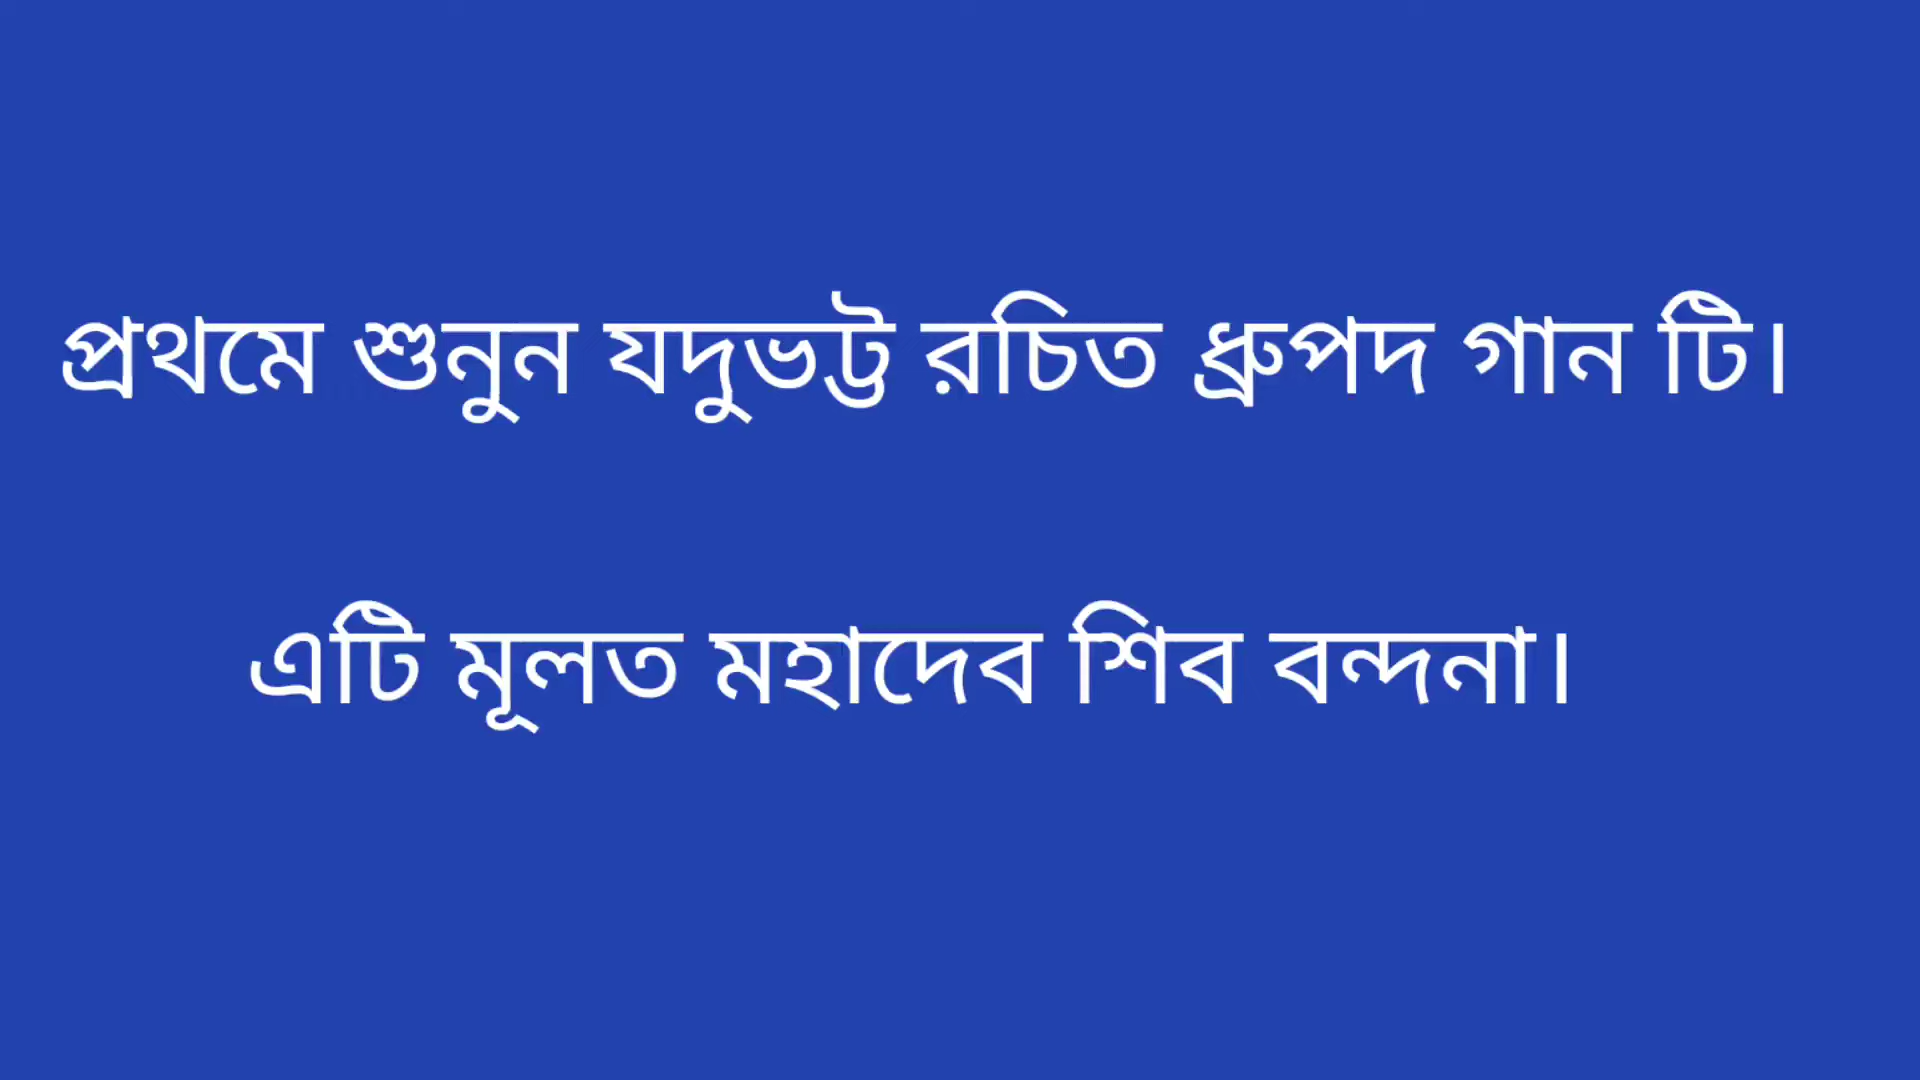 প্রথমে শুনুন যদুভট্ট রচিত ধ্রুপদ গান টি।
এটি মূলত মহাদেব শিব বন্দনা।